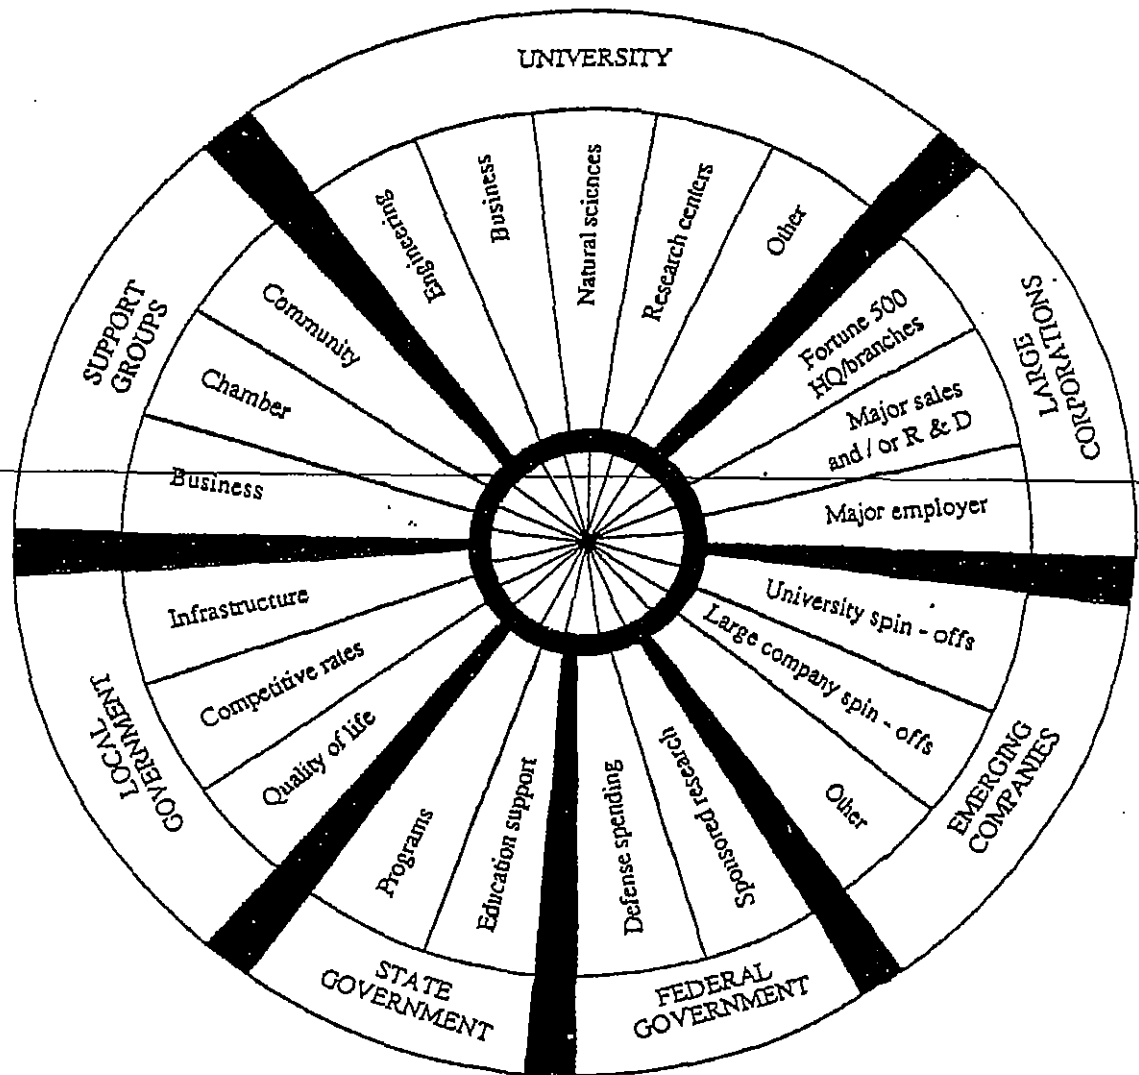 UNIVERSITY
Engineering
Business
Natural sciences
Research centers
Other
LARGE
CORPORATIONS
Fortune 500
HQ/branches
Major sales
and / or R & D
Major employer
EMERGING
COMPANIES
University spin - offs
Large company spin - offs
Other
FEDERAL
GOVERNMENT
Sponsored research
Defense spending
STATE
GOVERNMENT
Education support
Programs
LOCAL
GOVERNMENT
Quality of life
Competitive rates
Infrastructure
SUPPORT
GROUPS
Business
Chamber
Community